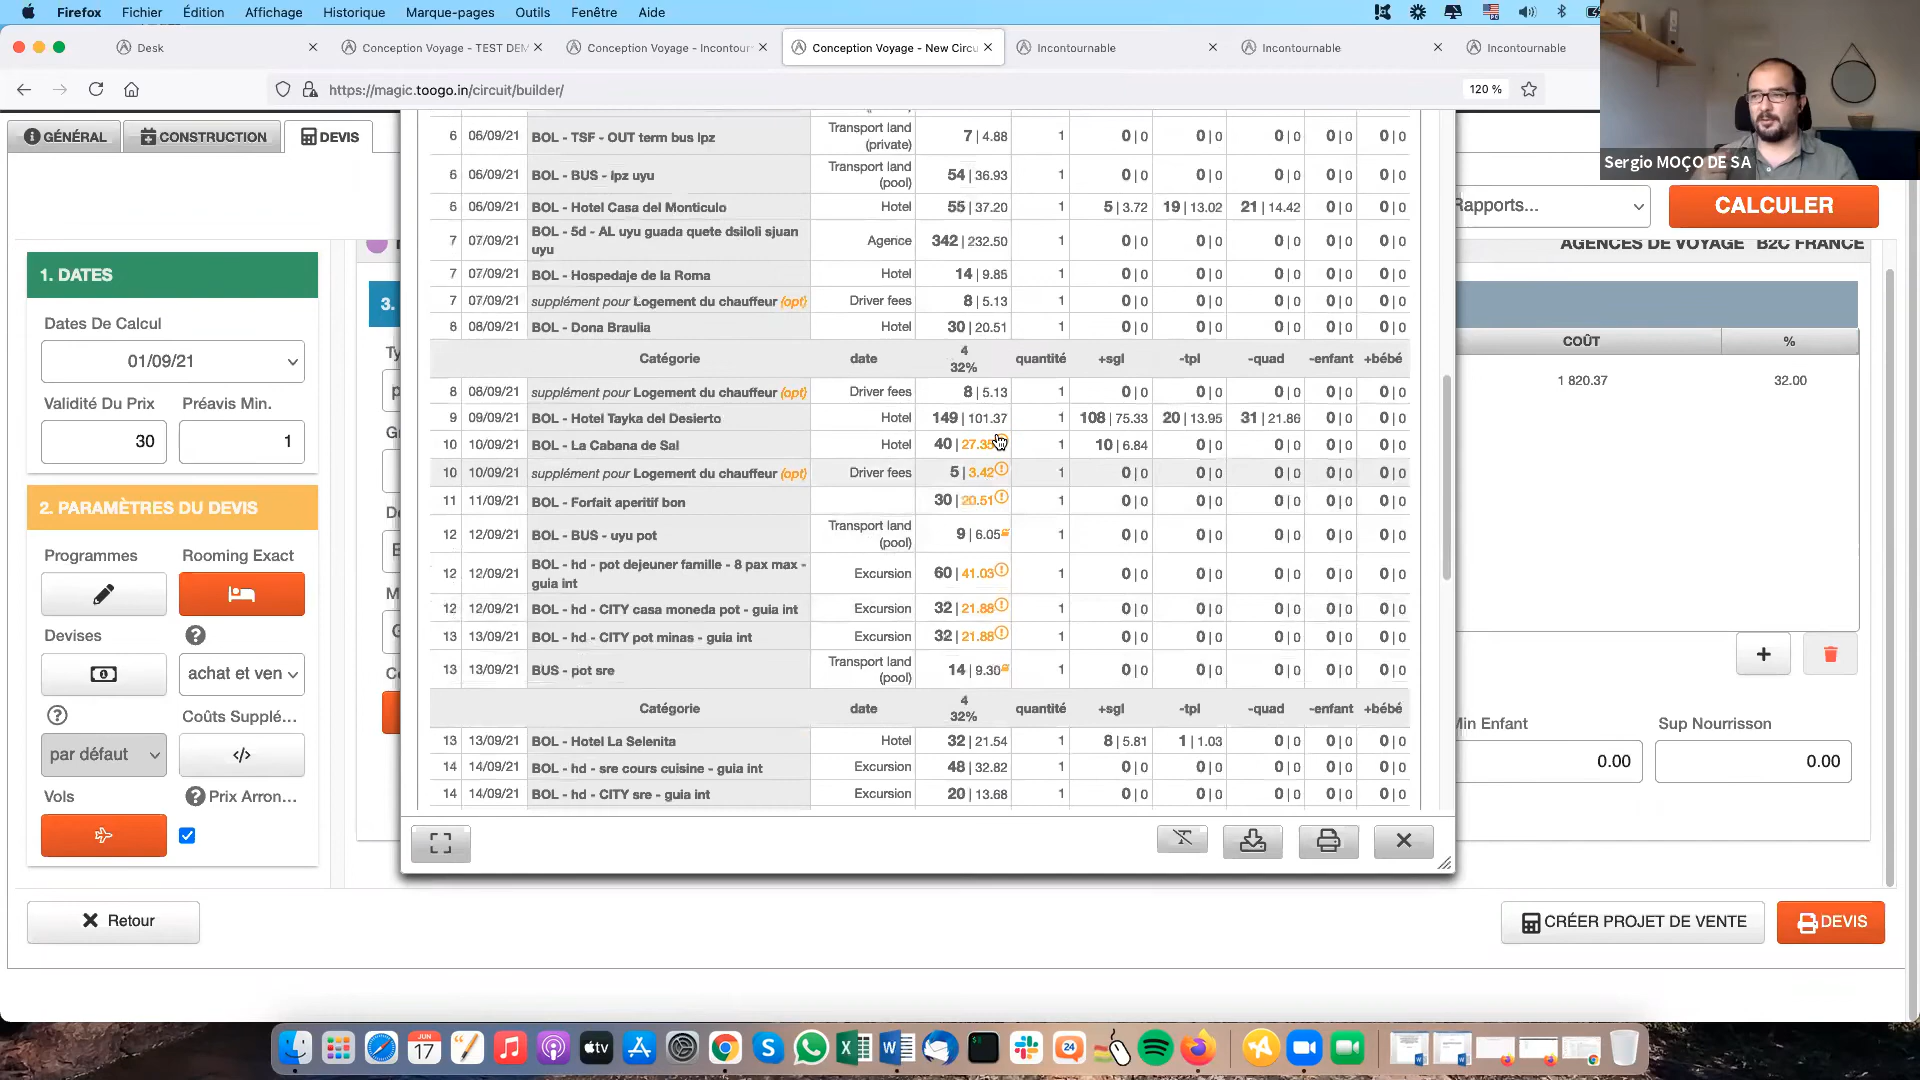 Firefox Fichier Édition Affichage Historique Marque-pages Outils Fenêtre Aide
Desk
Conception Voyage - TEST DEM
Conception Voyage - Incontour
Conception Voyage - New Circu
Incontournable
Incontournable
Incontournable
https://magic.toogo.in/circuit/builder/
120 %
Sergio MOÇO DE SA
GÉNÉRAL
CONSTRUCTION
DEVIS
Rapports...
CALCULER
AGENCES DE VOYAGE B2C FRANCE
1. DATES
Dates De Calcul
01/09/21
Validité Du Prix
Préavis Min.
30
1
2. PARAMÈTRES DU DEVIS
Programmes
Rooming Exact
Devises
achat et ven
Coûts Supplé...
par défaut
Vols
Prix Arron...
3.
6 06/09/21 BOL - TSF - OUT term bus lpz Transport land (private) 7 | 4.88 1 0 | 0 0 | 0 0 | 0 0 | 0 0 | 0
6 06/09/21 BOL - BUS - lpz uyu Transport land (pool) 54 | 36.93 1 0 | 0 0 | 0 0 | 0 0 | 0 0 | 0
6 06/09/21 BOL - Hotel Casa del Monticulo Hotel 55 | 37.20 1 5 | 3.72 19 | 13.02 21 | 14.42 0 | 0 0 | 0
7 07/09/21 BOL - 5d - AL uyu guada quete dsiloli sjuan uyu Agence 342 | 232.50 1 0 | 0 0 | 0 0 | 0 0 | 0 0 | 0
7 07/09/21 BOL - Hospedaje de la Roma Hotel 14 | 9.85 1 0 | 0 0 | 0 0 | 0 0 | 0 0 | 0
7 07/09/21 supplément pour Logement du chauffeur (opt) Driver fees 8 | 5.13 1 0 | 0 0 | 0 0 | 0 0 | 0 0 | 0
8 08/09/21 BOL - Dona Braulia Hotel 30 | 20.51 1 0 | 0 0 | 0 0 | 0 0 | 0 0 | 0
Catégorie date 4 32% quantité +sgl -tpl -quad -enfant +bébé
8 08/09/21 supplément pour Logement du chauffeur (opt) Driver fees 8 | 5.13 1 0 | 0 0 | 0 0 | 0 0 | 0 0 | 0
9 09/09/21 BOL - Hotel Tayka del Desierto Hotel 149 | 101.37 1 108 | 75.33 20 | 13.95 31 | 21.86 0 | 0 0 | 0
10 10/09/21 BOL - La Cabana de Sal Hotel 40 | 27.35 1 10 | 6.84 0 | 0 0 | 0 0 | 0 0 | 0
10 10/09/21 supplément pour Logement du chauffeur (opt) Driver fees 5 | 3.42 1 0 | 0 0 | 0 0 | 0 0 | 0 0 | 0
11 11/09/21 BOL - Forfait aperitif bon 30 | 20.51 1 0 | 0 0 | 0 0 | 0 0 | 0 0 | 0
12 12/09/21 BOL - BUS - uyu pot Transport land (pool) 9 | 6.05 1 0 | 0 0 | 0 0 | 0 0 | 0 0 | 0
12 12/09/21 BOL - hd - pot dejeuner famille - 8 pax max - guia int Excursion 60 | 41.03 1 0 | 0 0 | 0 0 | 0 0 | 0 0 | 0
12 12/09/21 BOL - hd - CITY casa moneda pot - guia int Excursion 32 | 21.88 1 0 | 0 0 | 0 0 | 0 0 | 0 0 | 0
13 13/09/21 BOL - hd - CITY pot minas - guia int Excursion 32 | 21.88 1 0 | 0 0 | 0 0 | 0 0 | 0 0 | 0
13 13/09/21 BUS - pot sre Transport land (pool) 14 | 9.30 1 0 | 0 0 | 0 0 | 0 0 | 0 0 | 0
Catégorie date 4 32% quantité +sgl -tpl -quad -enfant +bébé
13 13/09/21 BOL - Hotel La Selenita Hotel 32 | 21.54 1 8 | 5.81 1 | 1.03 0 | 0 0 | 0 0 | 0
14 14/09/21 BOL - hd - sre cours cuisine - guia int Excursion 48 | 32.82 1 0 | 0 0 | 0 0 | 0 0 | 0 0 | 0
14 14/09/21 BOL - hd - CITY sre - guia int Excursion 20 | 13.68 1 0 | 0 0 | 0 0 | 0 0 | 0 0 | 0
COÛT %
1 820.37 32.00
Min Enfant
Sup Nourrisson
0.00
0.00
Retour
CRÉER PROJET DE VENTE
DEVIS
JUN
17
tv
24